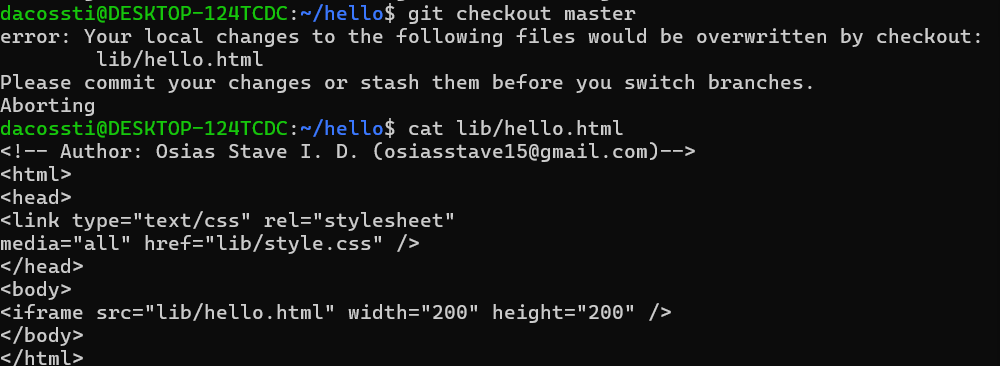 dacossti@DESKTOP-124TCDC:~/hello$ git checkout master
error: Your local changes to the following files would be overwritten by checkout:
        lib/hello.html
Please commit your changes or stash them before you switch branches.
Aborting
dacossti@DESKTOP-124TCDC:~/hello$ cat lib/hello.html
<!-- Author: Osias Stave I. D. (osiasstave15@gmail.com)-->
<html>
<head>
<link type="text/css" rel="stylesheet"
media="all" href="lib/style.css" />
</head>
<body>
<iframe src="lib/hello.html" width="200" height="200" />
</body>
</html>